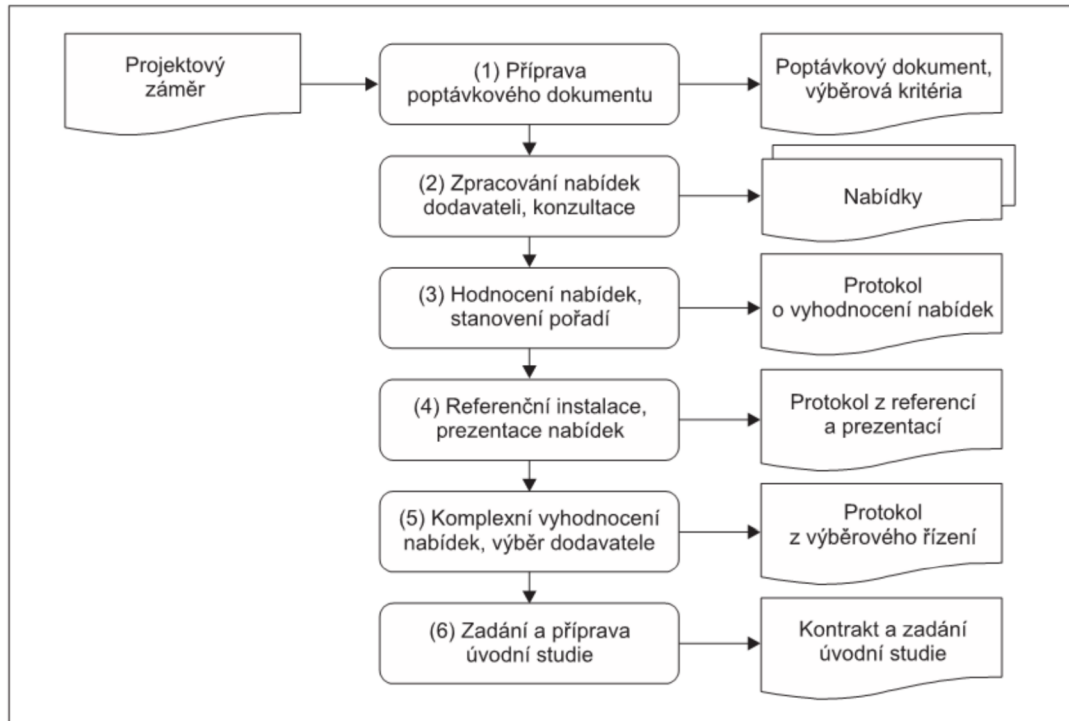 Projektový
záměr
(1) Příprava
poptávkového dokumentu
Poptávkový dokument,
výběrová kritéria
(2) Zpracování nabídek
dodavateli, konzultace
Nabídky
(3) Hodnocení nabídek,
stanovení pořadí
Protokol
o vyhodnocení nabídek
(4) Referenční instalace,
prezentace nabídek
Protokol z referencí
a prezentací
(5) Komplexní vyhodnocení
nabídek, výběr dodavatele
Protokol
z výběrového řízení
(6) Zadání a příprava
úvodní studie
Kontrakt a zadání
úvodní studie